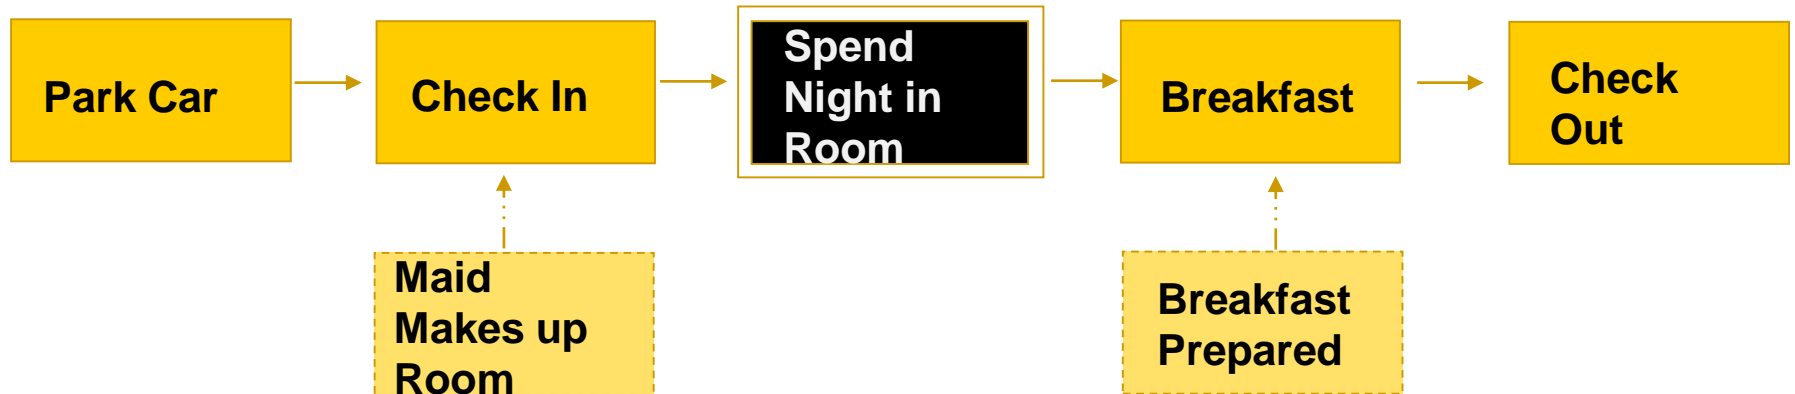 Park Car
Check In
Spend
Night in
Room
Breakfast
Check
Out
Maid
Makes up
Room
Breakfast
Prepared